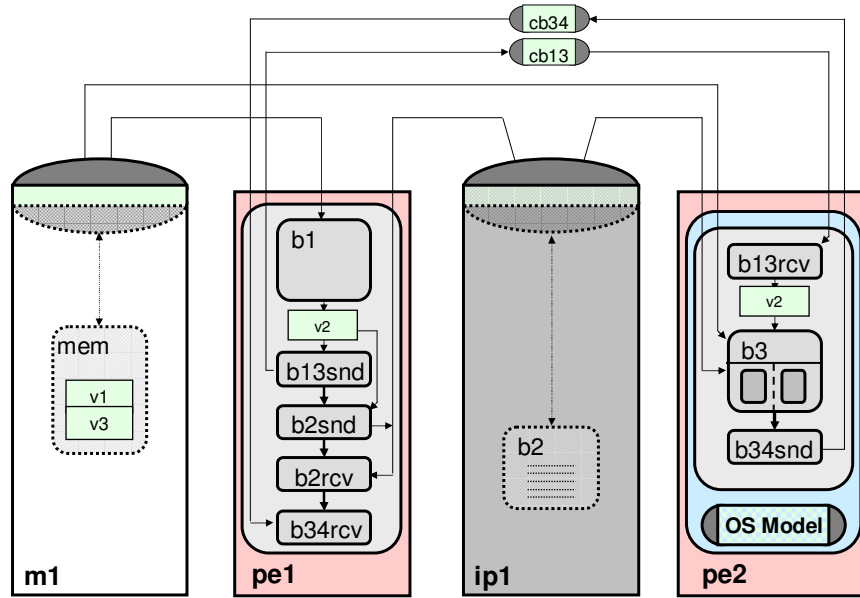 cb34
cb13
b1
b13rcv
v2
v2
mem
b3
b13snd
v1
b2snd
v3
b2
b34snd
b2rcv
b34rcv
OS Model
m1
pe1
ip1
pe2